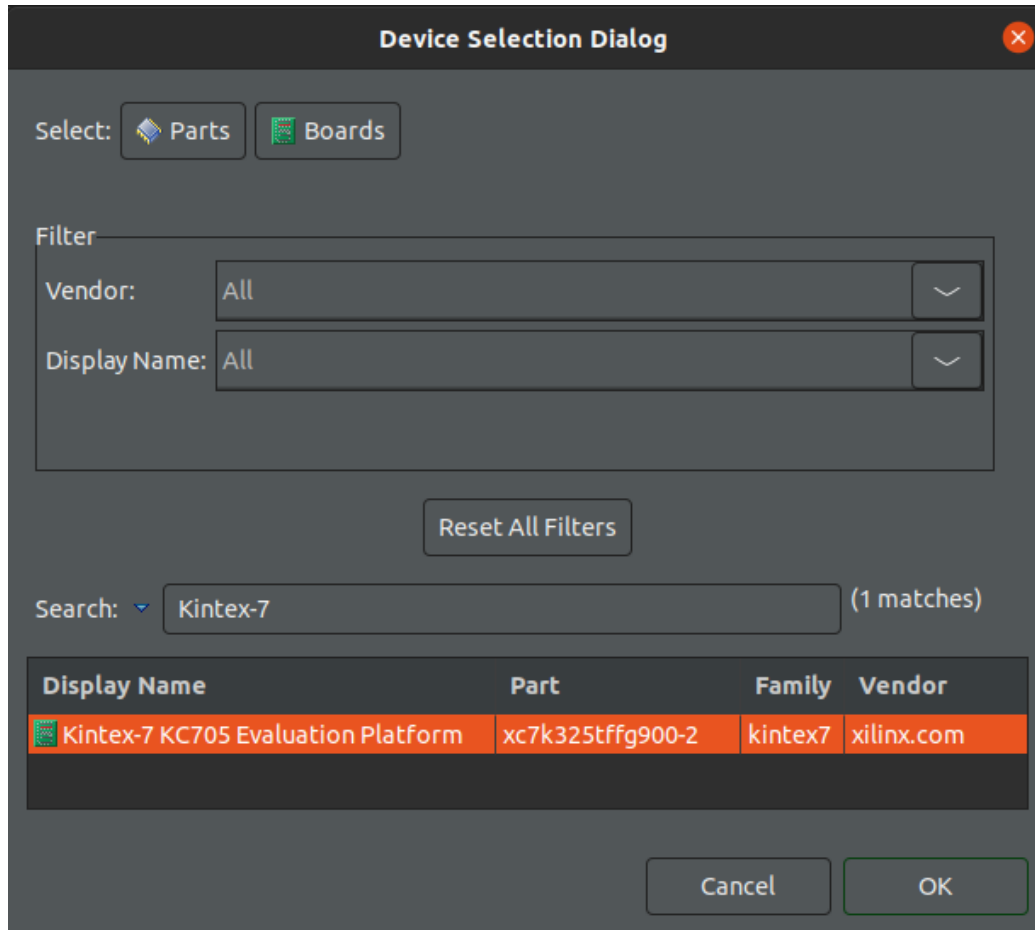 Device Selection Dialog
Select: Parts Boards
Filter
Vendor: All
Display Name: All
Reset All Filters
Search: Kintex-7 (1 matches)
Display Name Part Family Vendor
Kintex-7 KC705 Evaluation Platform xc7k325tffg900-2 kintex7 xilinx.com
Cancel OK